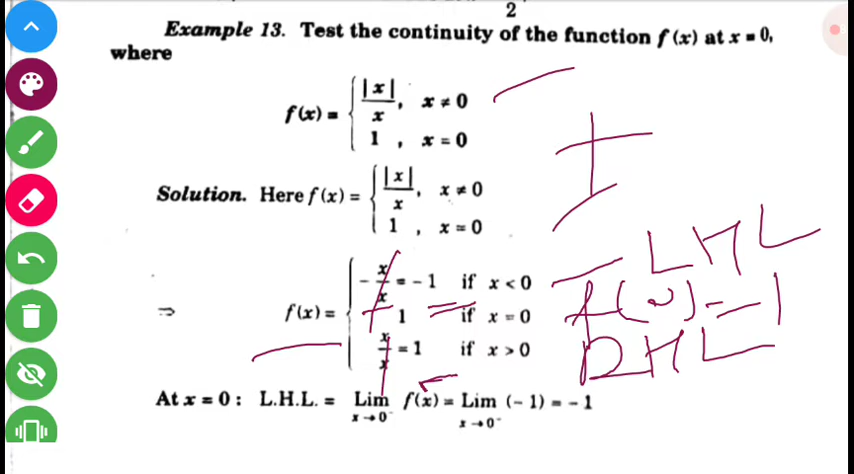 2
Example 13. Test the continuity of the function f (x) at x = 0,
where
f(x) = { |x|/x, x ≠ 0
1 , x = 0
Solution. Here f (x) = { |x|/x, x ≠ 0
1 , x = 0
LHL
- x/x = - 1 if x < 0
⇒ f(x) = { 1 if x = 0 f(0) = 1
x/x = 1 if x > 0 RHL
At x = 0 : L.H.L. = Lim x→0⁻ f(x) = Lim x→0⁻ (- 1) = - 1